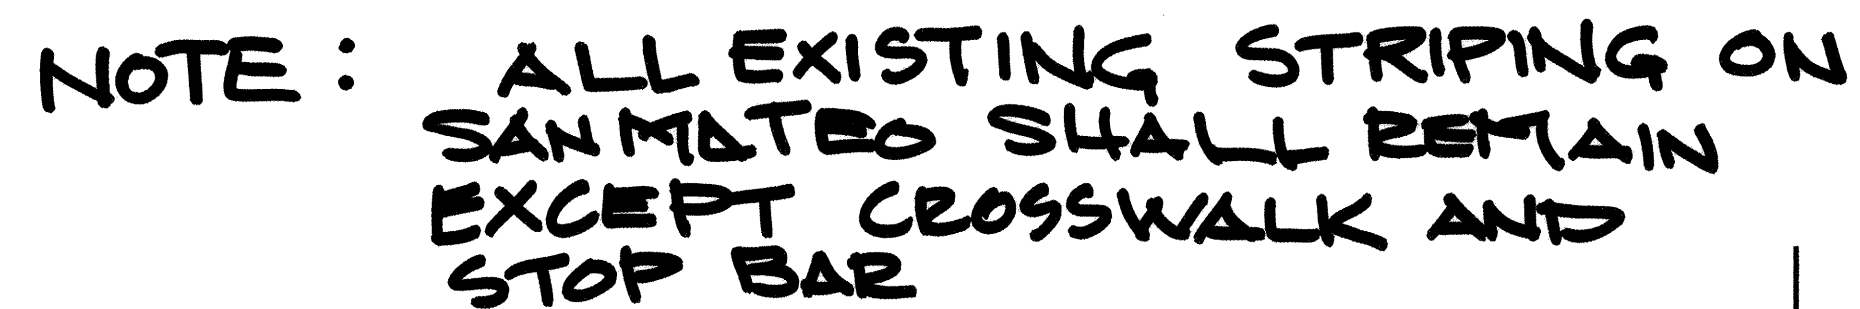 NOTE : ALL EXISTING STRIPING ON
SAN MATEO SHALL REMAIN
EXCEPT CROSSWALK AND
STOP BAR